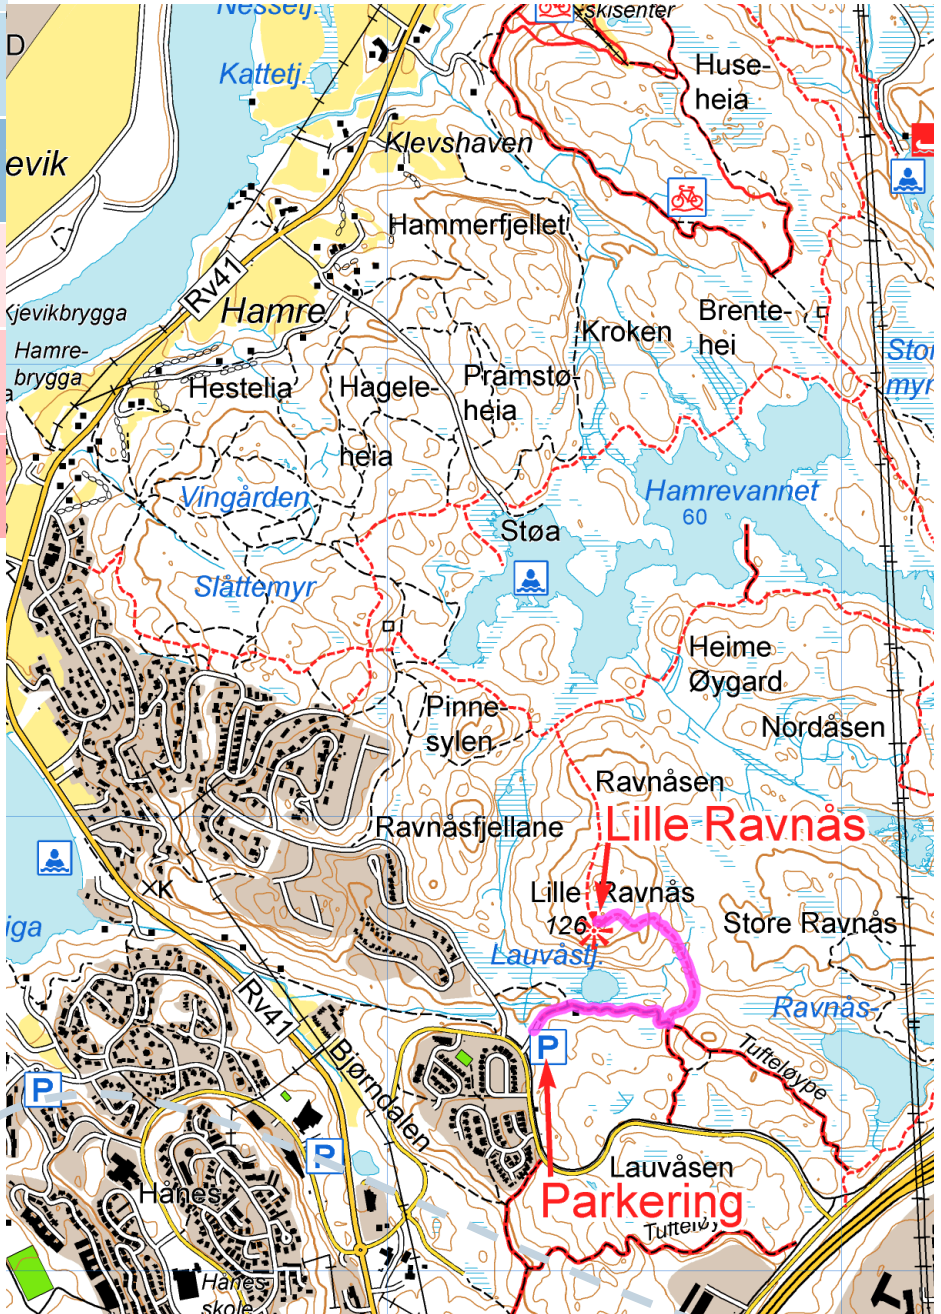 Nessetj.
skisenter
D
Kattetj.
Huse-
heia
evik
Klevshaven
Hammerfjellet
Rv41
Kjevikbrygga
Hamre
Kroken
Brente-
hei
Hamre-
brygga
a
Hestelia
Hagele-
heia
Pramstø-
heia
Stor
myr
Vingården
Hamrevannet
60
Støa
Slåttemyr
Heime
Øygard
Pinne-
sylen
Nordåsen
Ravnåsen
Ravnåsfjellane
Lille Ravnås
K
Lille Ravnås
126
Store Ravnås
iga
Lauvåstj.
Rv41
Ravnås-
P
Bjørndalen
Tufteløype
P
P
Lauvåsen
Hånes
Parkering
Tufteløy
Hånes
skole